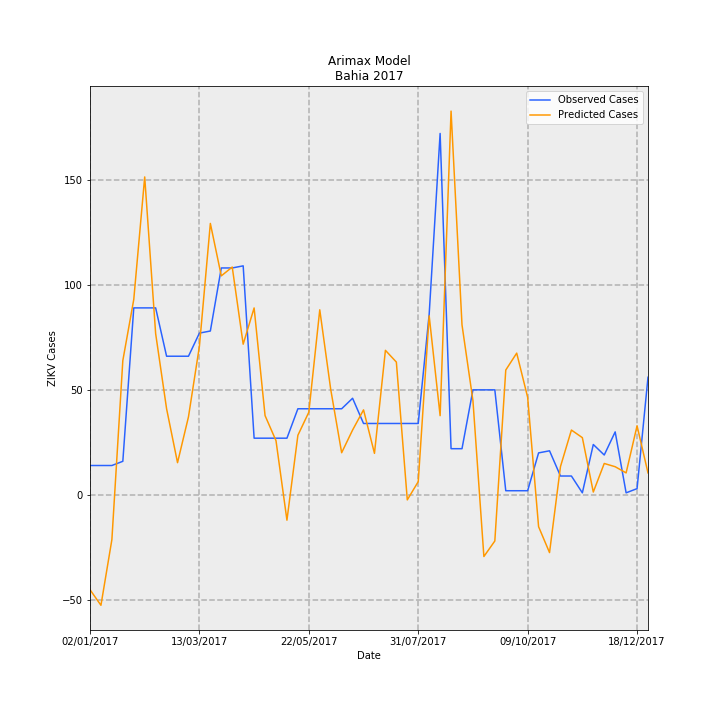 Arimax Model
Bahia 2017
Observed Cases
Predicted Cases
ZIKV Cases
150
100
50
0
−50
02/01/2017 13/03/2017 22/05/2017 31/07/2017 09/10/2017 18/12/2017
Date